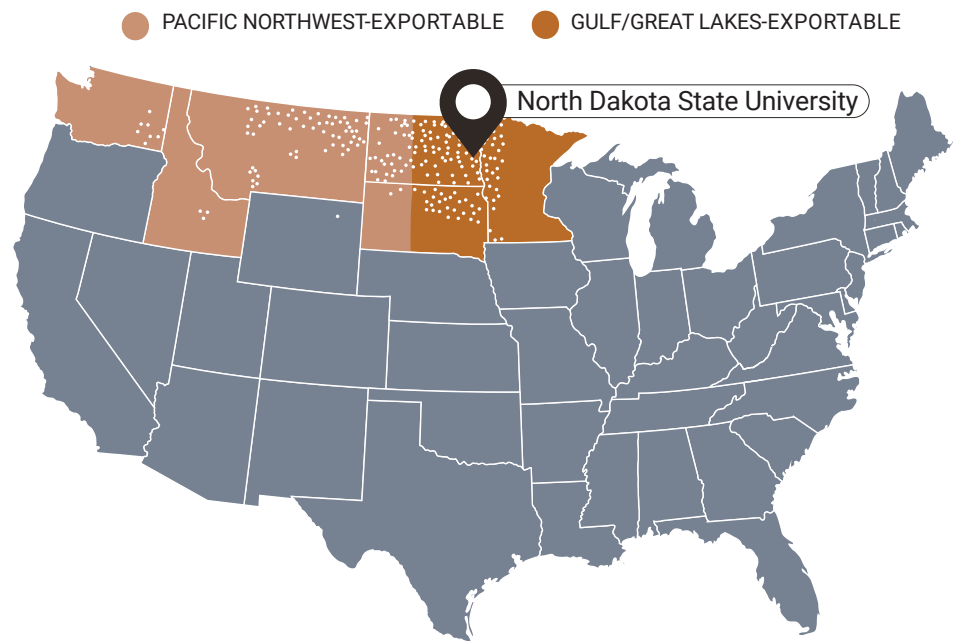 PACIFIC NORTHWEST-EXPORTABLE
GULF/GREAT LAKES-EXPORTABLE
North Dakota State University